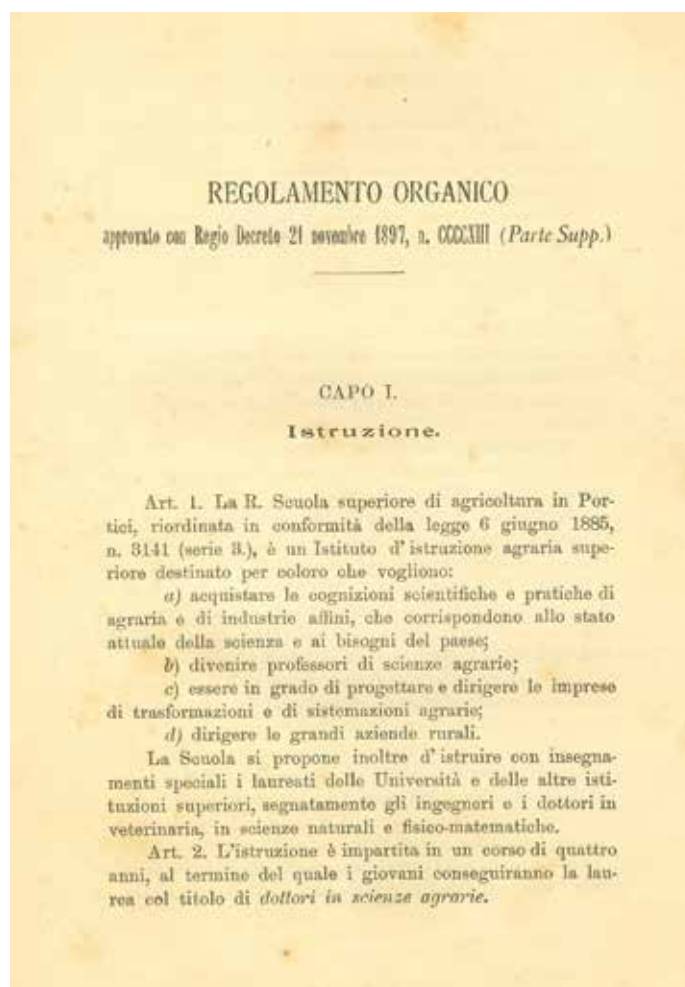 REGOLAMENTO ORGANICO
approvato con Regio Decreto 21 novembre 1897, n. CCCCXIII (Parte Supp.)
CAPO I.
Istruzione.
Art. 1. La R. Scuola superiore di agricoltura in Por-
tici, riordinata in conformità della legge 6 giugno 1885,
n. 3141 (serie 3.), è un Istituto d'istruzione agraria supe-
riore destinato per coloro che vogliono:
a) acquistare le cognizioni scientifiche e pratiche di
agraria e di industrie affini, che corrispondono allo stato
attuale della scienza e ai bisogni del paese;
b) divenire professori di scienze agrarie;
c) essere in grado di progettare e dirigere le imprese
di trasformazioni e di sistemazioni agrarie;
d) dirigere le grandi aziende rurali.
La Scuola si propone inoltre d'istruire con insegna-
menti speciali i laureati delle Università e delle altre isti-
tuzioni superiori, segnatamente gli ingegneri e i dottori in
veterinaria, in scienze naturali e fisico-matematiche.
Art. 2. L'istruzione è impartita in un corso di quattro
anni, al termine del quale i giovani conseguiranno la lau-
rea col titolo di dottori in scienze agrarie.